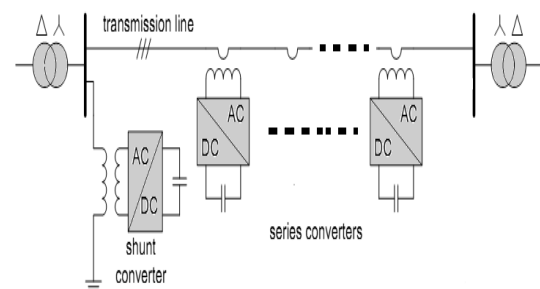 Δ
Δ
transmission line
AC
DC
AC
DC
AC
DC
shunt
converter
series converters